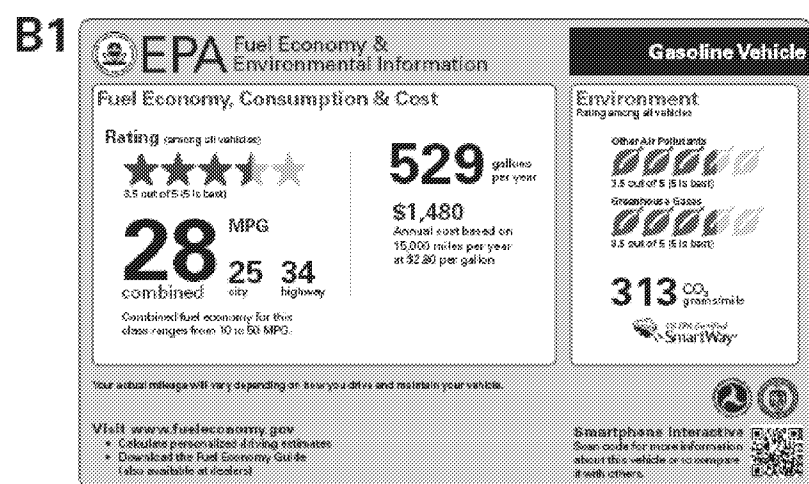 B1
EPA Fuel Economy &
Environmental Information
Gasoline Vehicle
Fuel Economy, Consumption & Cost
Rating (among all vehicles)
3.5 out of 5 (5 is best)
28 MPG
combined
25 city
34 highway
Combined fuel economy for this
class ranges from 10 to 50 MPG.
529 gallons
per year
$1,480
Annual cost based on
15,000 miles per year
at $2.80 per gallon
Environment
Rating among all vehicles
Other Air Pollutants
3.5 out of 5 (5 is best)
Greenhouse Gases
3.5 out of 5 (5 is best)
313 CO2
grams/mile
US EPA Certified
SmartWay
Your actual mileage will vary depending on how you drive and maintain your vehicle.
Visit www.fueleconomy.gov
• Calculate personalized driving estimates
• Download the Fuel Economy Guide
(also available at dealers)
Smartphone Interactive
Scan code for more information
about this vehicle or to compare
it with others.